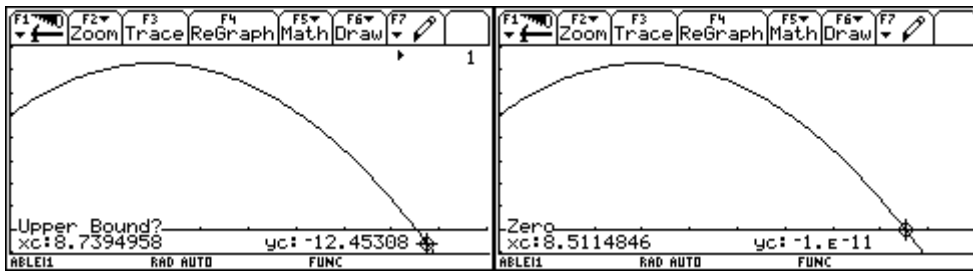 F1 F2 Zoom F3 Trace F4 ReGraph F5 Math F6 Draw F7
1
Upper Bound?
xc:8.7394958 yc:-12.45308
ABLEI1 RAD AUTO FUNC
F1 F2 Zoom F3 Trace F4 ReGraph F5 Math F6 Draw F7
Zero
xc:8.5114846 yc:-1.E-11
ABLEI1 RAD AUTO FUNC